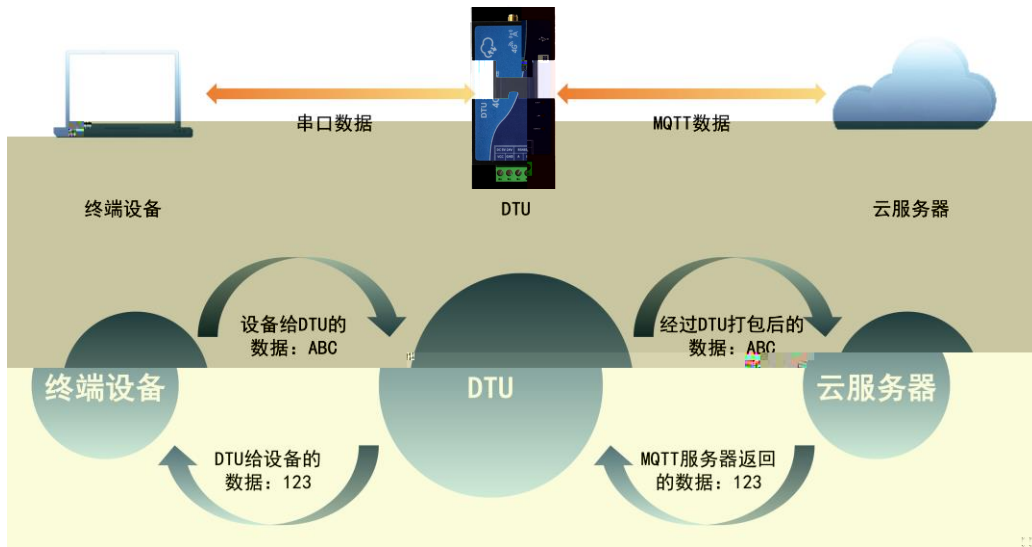 4G
DTU
串口数据
MQTT数据
终端设备
DTU
云服务器
设备给DTU的
数据：ABC
经过DTU打包后的
数据：ABC
终端设备
DTU
云服务器
DTU给设备的
数据：123
MQTT服务器返回
的数据：123